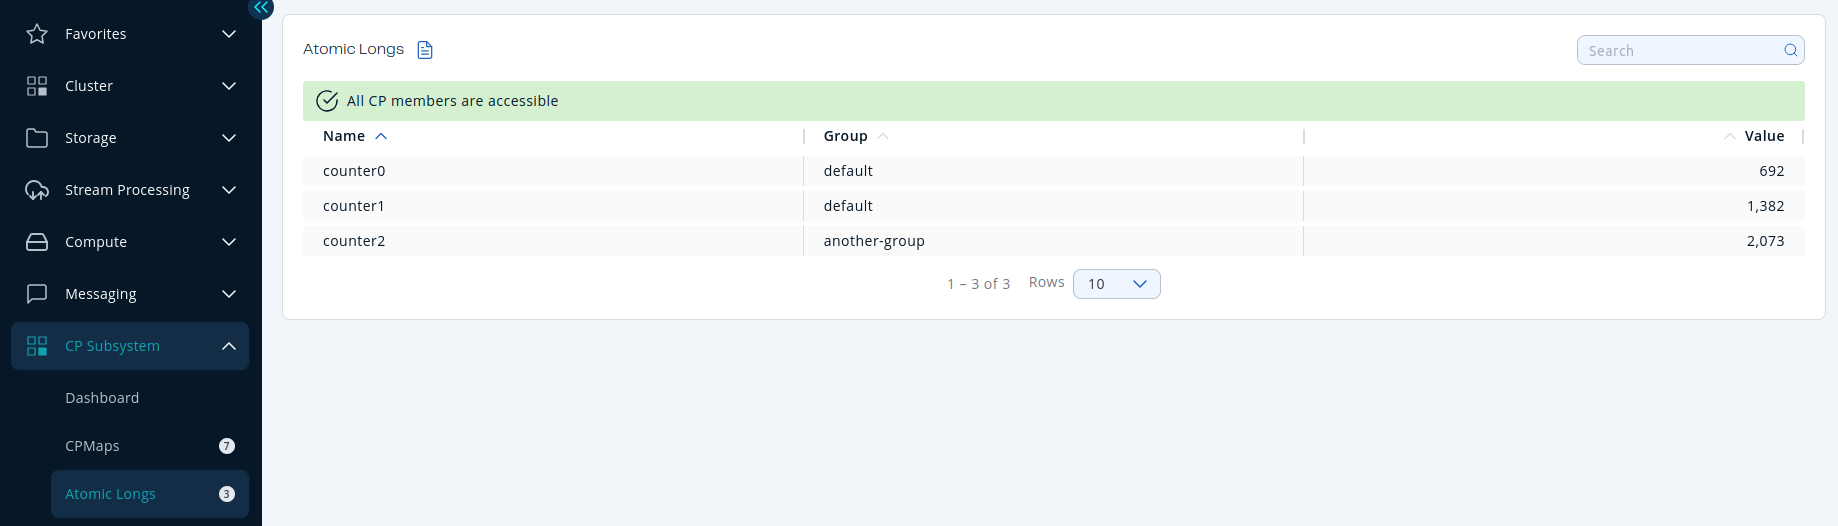 Favorites
Cluster
Storage
Stream Processing
Compute
Messaging
CP Subsystem
Dashboard
CPMaps 7
Atomic Longs 3
Atomic Longs
Search
All CP members are accessible
Name Group Value
counter0 default 692
counter1 default 1,382
counter2 another-group 2,073
1 – 3 of 3 Rows 10